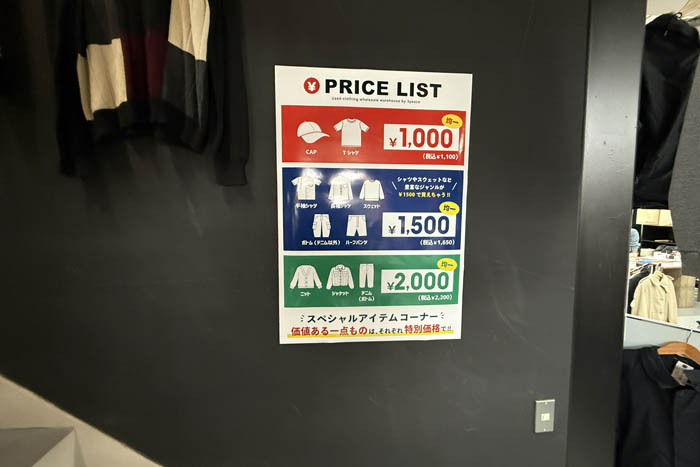 ¥ PRICE LIST
used clothing wholesale warehouse by 3peace
均一
¥1,000
CAP
Tシャツ
(税込¥1,100)
シャツやスウェットなど
豊富なジャンルが
¥1500で買えちゃう!!
半袖シャツ
長袖シャツ
スウェット
均一
¥1,500
ボトム(デニム以外)
ハーフパンツ
(税込¥1,650)
均一
¥2,000
ニット
ジャケット
デニム
(ボトム)
(税込¥2,200)
スペシャルアイテムコーナー
価値ある一点ものは、それぞれ特別価格で!!